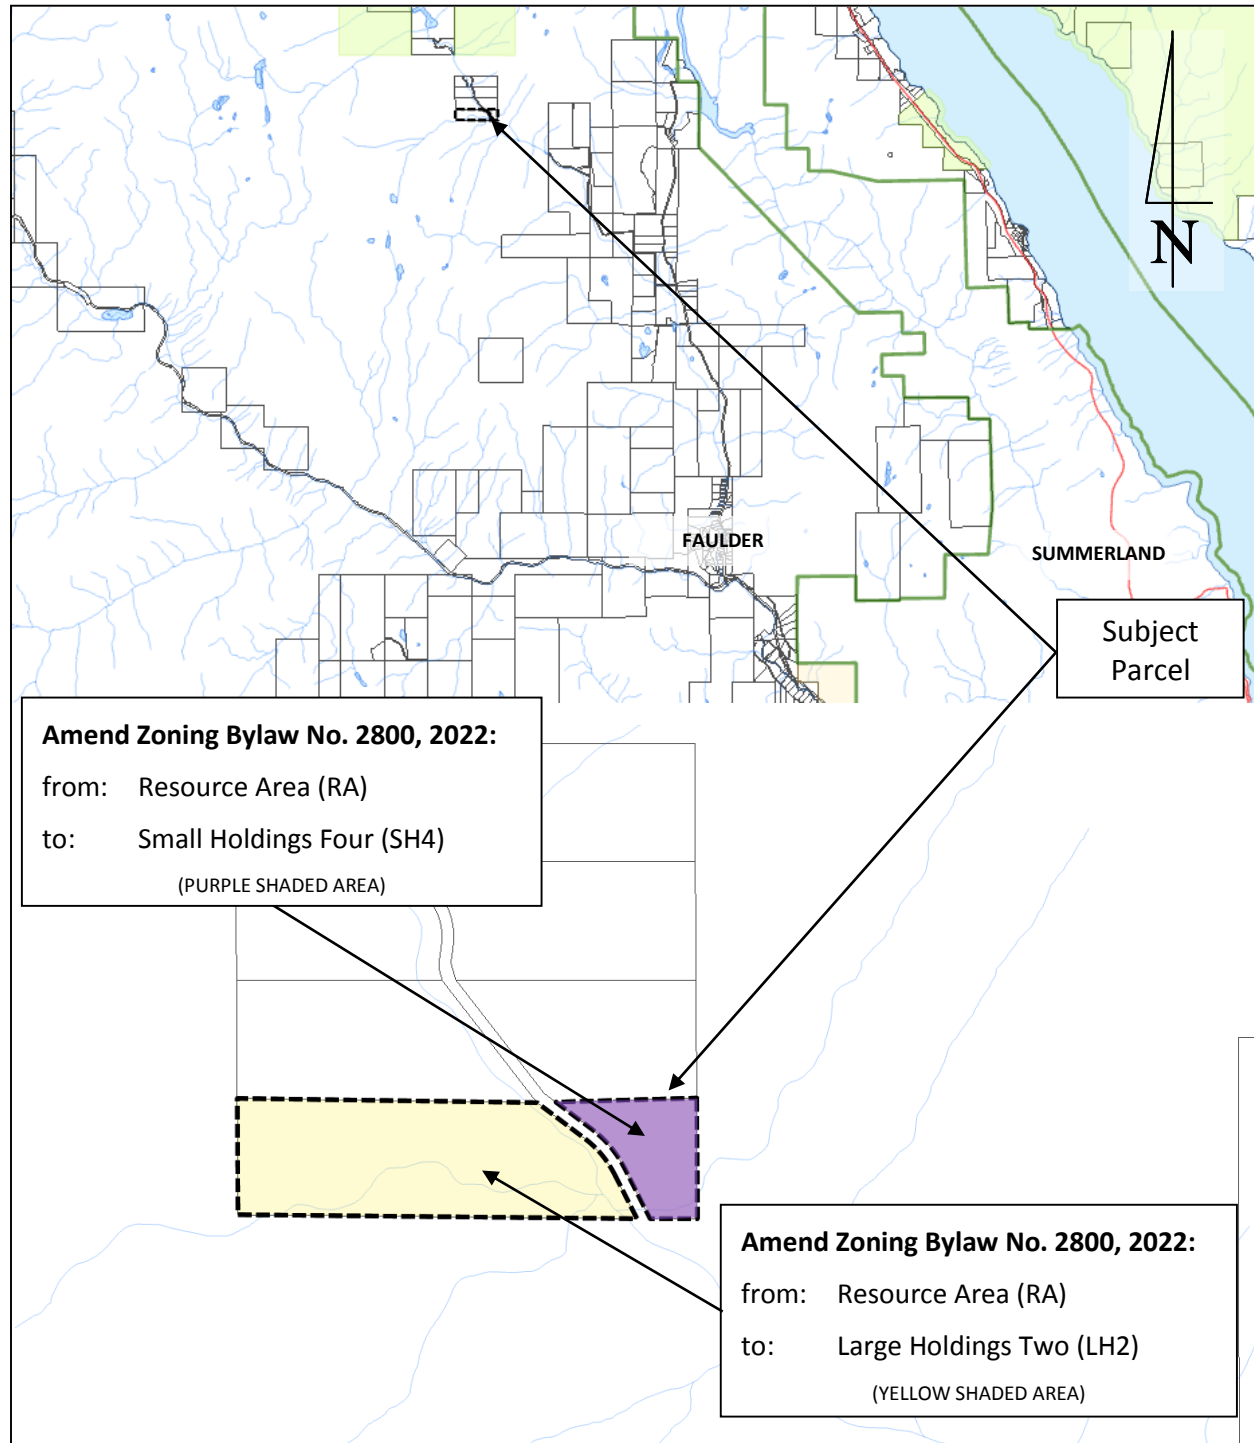 N
FAULDER
SUMMERLAND
Subject
Parcel
Amend Zoning Bylaw No. 2800, 2022:
from: Resource Area (RA)
to: Small Holdings Four (SH4)
(PURPLE SHADED AREA)
Amend Zoning Bylaw No. 2800, 2022:
from: Resource Area (RA)
to: Large Holdings Two (LH2)
(YELLOW SHADED AREA)